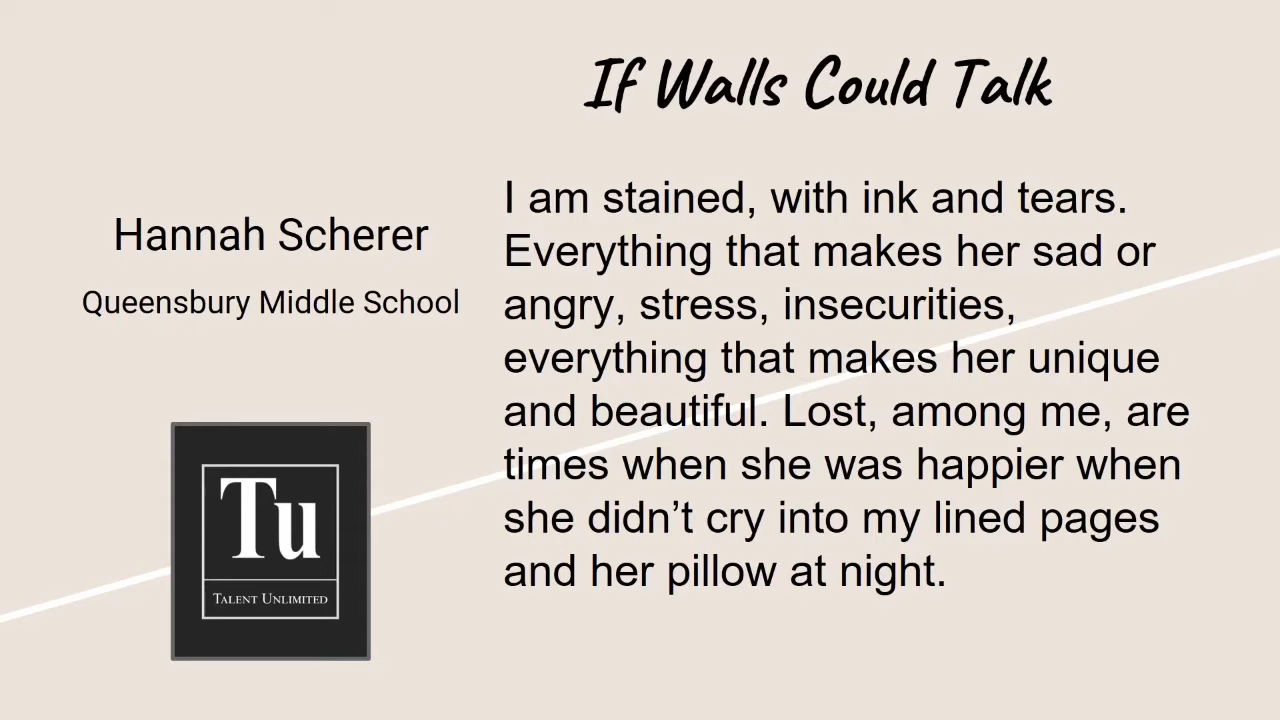 If Walls Could Talk
Hannah Scherer
Queensbury Middle School
I am stained, with ink and tears.
Everything that makes her sad or
angry, stress, insecurities,
everything that makes her unique
and beautiful. Lost, among me, are
times when she was happier when
she didn’t cry into my lined pages
and her pillow at night.
Tu
TALENT UNLIMITED